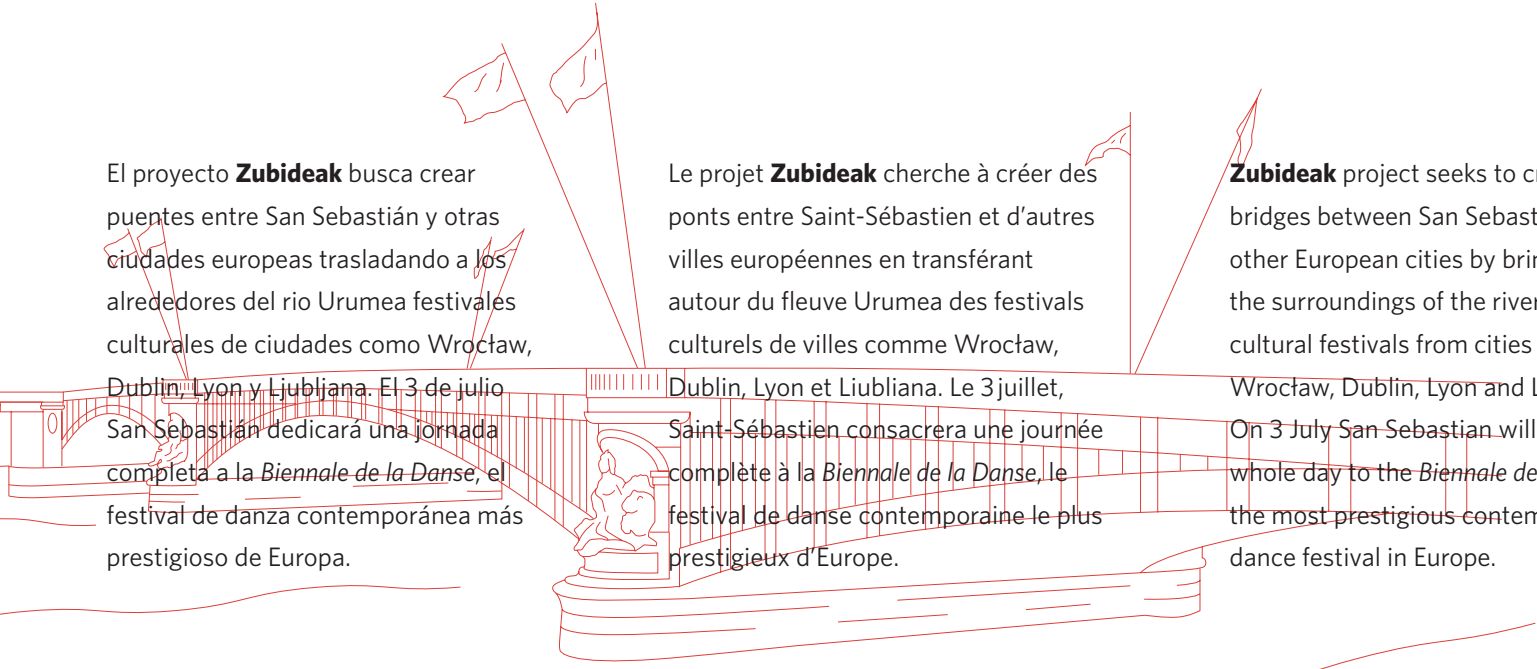 El proyecto Zubideak busca crear
puentes entre San Sebastián y otras
ciudades europeas trasladando a los
alrededores del rio Urumea festivales
culturales de ciudades como Wrocław,
Dublin, Lyon y Ljubljana. El 3 de julio
San Sebastián dedicará una jornada
completa a la Biennale de la Danse, el
festival de danza contemporánea más
prestigioso de Europa.
Le projet Zubideak cherche à créer des
ponts entre Saint-Sébastien et d'autres
villes européennes en transférant
autour du fleuve Urumea des festivals
culturels de villes comme Wrocław,
Dublin, Lyon et Liubliana. Le 3 juillet,
Saint-Sébastien consacrera une journée
complète à la Biennale de la Danse, le
festival de danse contemporaine le plus
prestigieux d'Europe.
Zubideak project seeks to
bridges between San
other European cities by
the surroundings of the
cultural festivals from cities
Wrocław, Dublin, Lyon and
On 3 July San Sebastian will
whole day to the Biennale de
the most prestigious
dance festival in Europe.